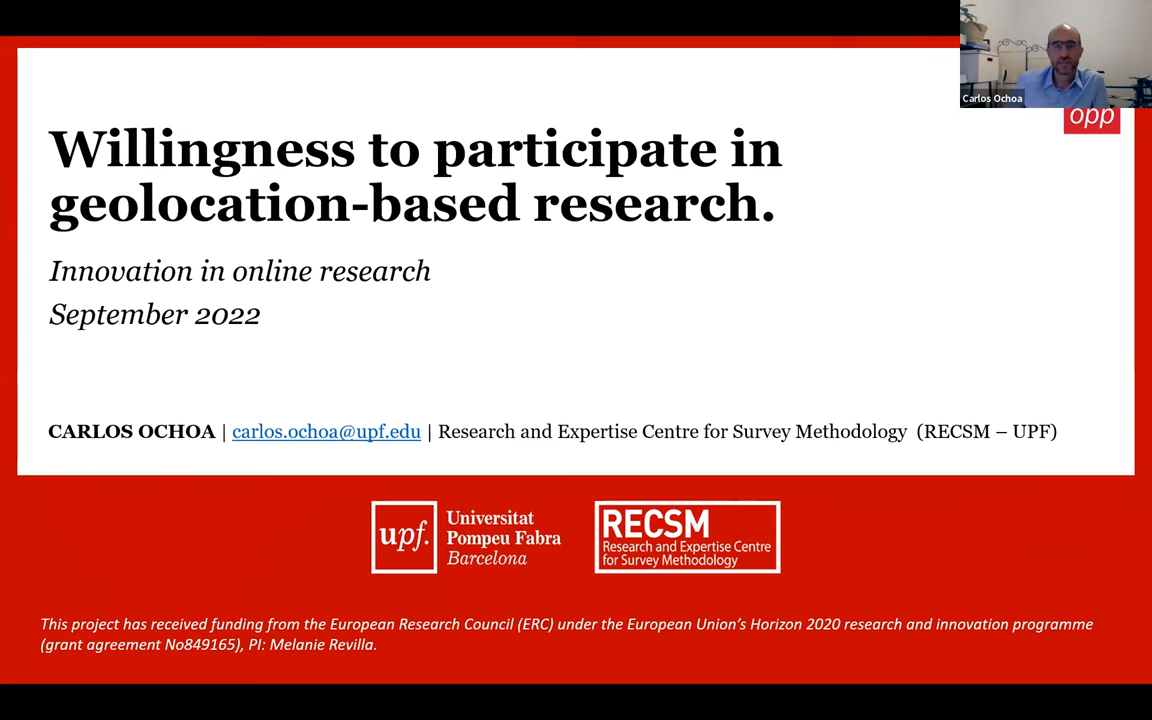 Carlos Ochoa
opp
Willingness to participate in
geolocation-based research.
Innovation in online research
September 2022
CARLOS OCHOA | carlos.ochoa@upf.edu | Research and Expertise Centre for Survey Methodology (RECSM – UPF)
upf.
Universitat
Pompeu Fabra
Barcelona
RECSM
Research and Expertise Centre
for Survey Methodology
This project has received funding from the European Research Council (ERC) under the European Union's Horizon 2020 research and innovation programme
(grant agreement No849165), PI: Melanie Revilla.